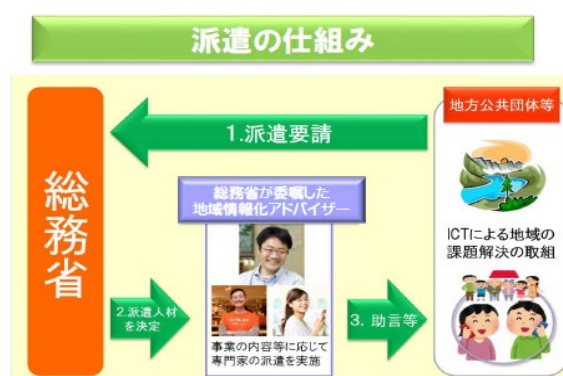 派遣の仕組み
総務省
1.派遣要請
地方公共団体等
総務省が委嘱した
地域情報化アドバイザー
ICTによる地域の
課題解決の取組
2.派遣人材
を決定
3. 助言等
事業の内容等に応じて
専門家の派遣を実施